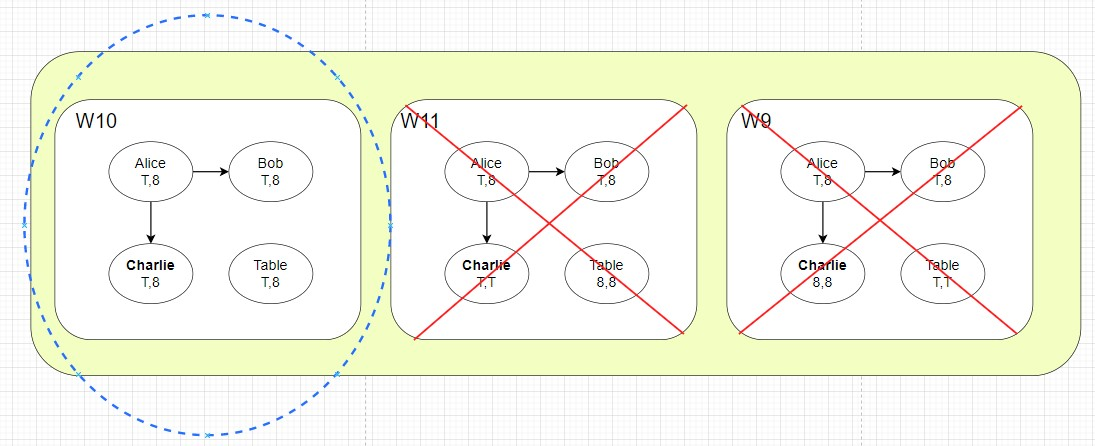 W10
Alice
T,8
Bob
T,8
Charlie
T,8
Table
T,8
W11
Alice
T,8
Bob
T,8
Charlie
T,T
Table
8,8
W9
Alice
T,8
Bob
T,8
Charlie
8,8
Table
T,T